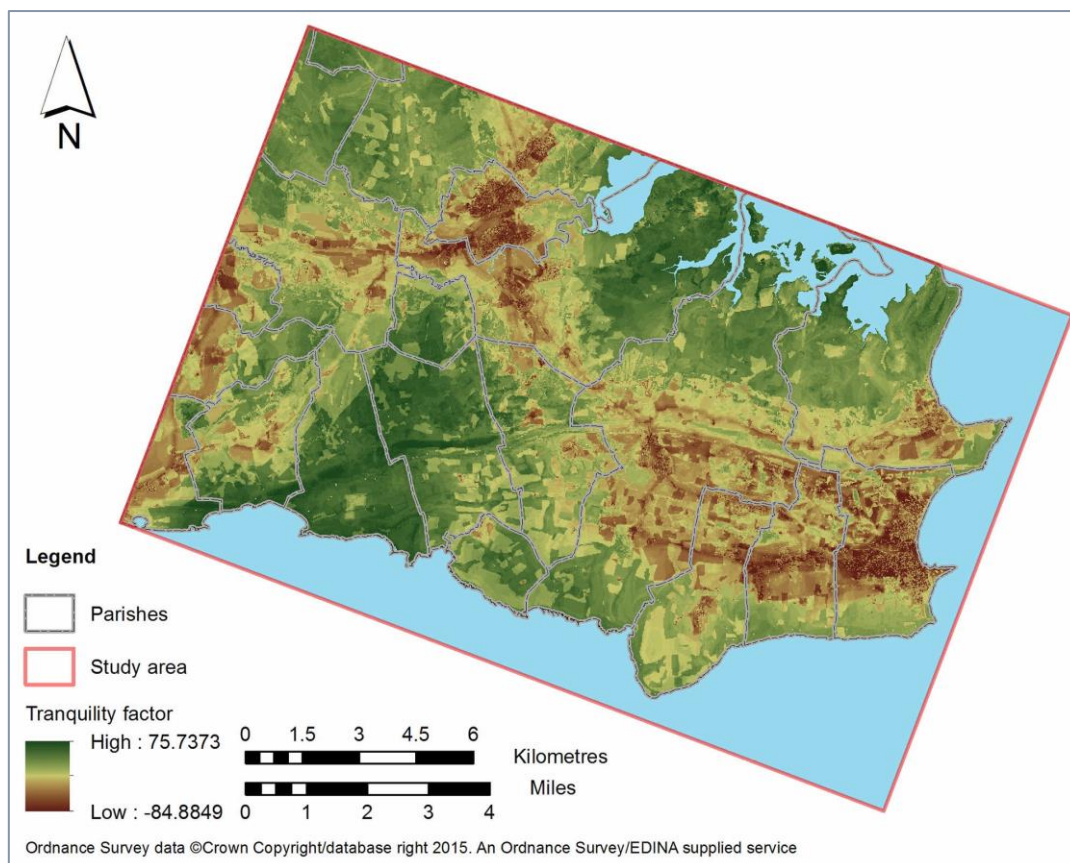 N
Legend
Parishes
Study area
Tranquility factor
High : 75.7373
Low : -84.8849
0 1.5 3 4.5 6
Kilometres
Miles
0 1 2 3 4
Ordnance Survey data ©Crown Copyright/database right 2015. An Ordnance Survey/EDINA supplied service